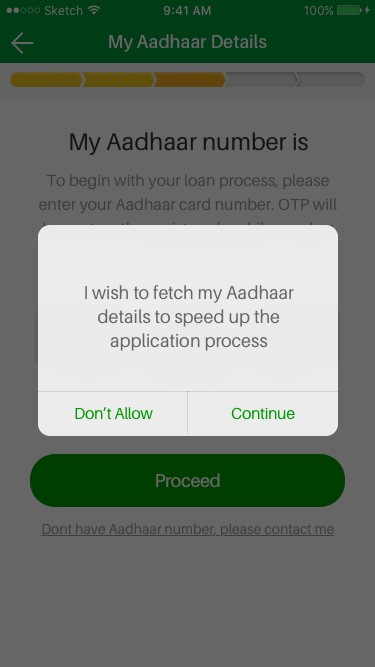 Sketch 9:41 AM 100%
My Aadhaar Details
My Aadhaar number is
To begin with your loan process, please
enter your Aadhaar card number. OTP will
I wish to fetch my Aadhaar
details to speed up the
application process
Don’t Allow Continue
Proceed
Dont have Aadhaar number, please contact me